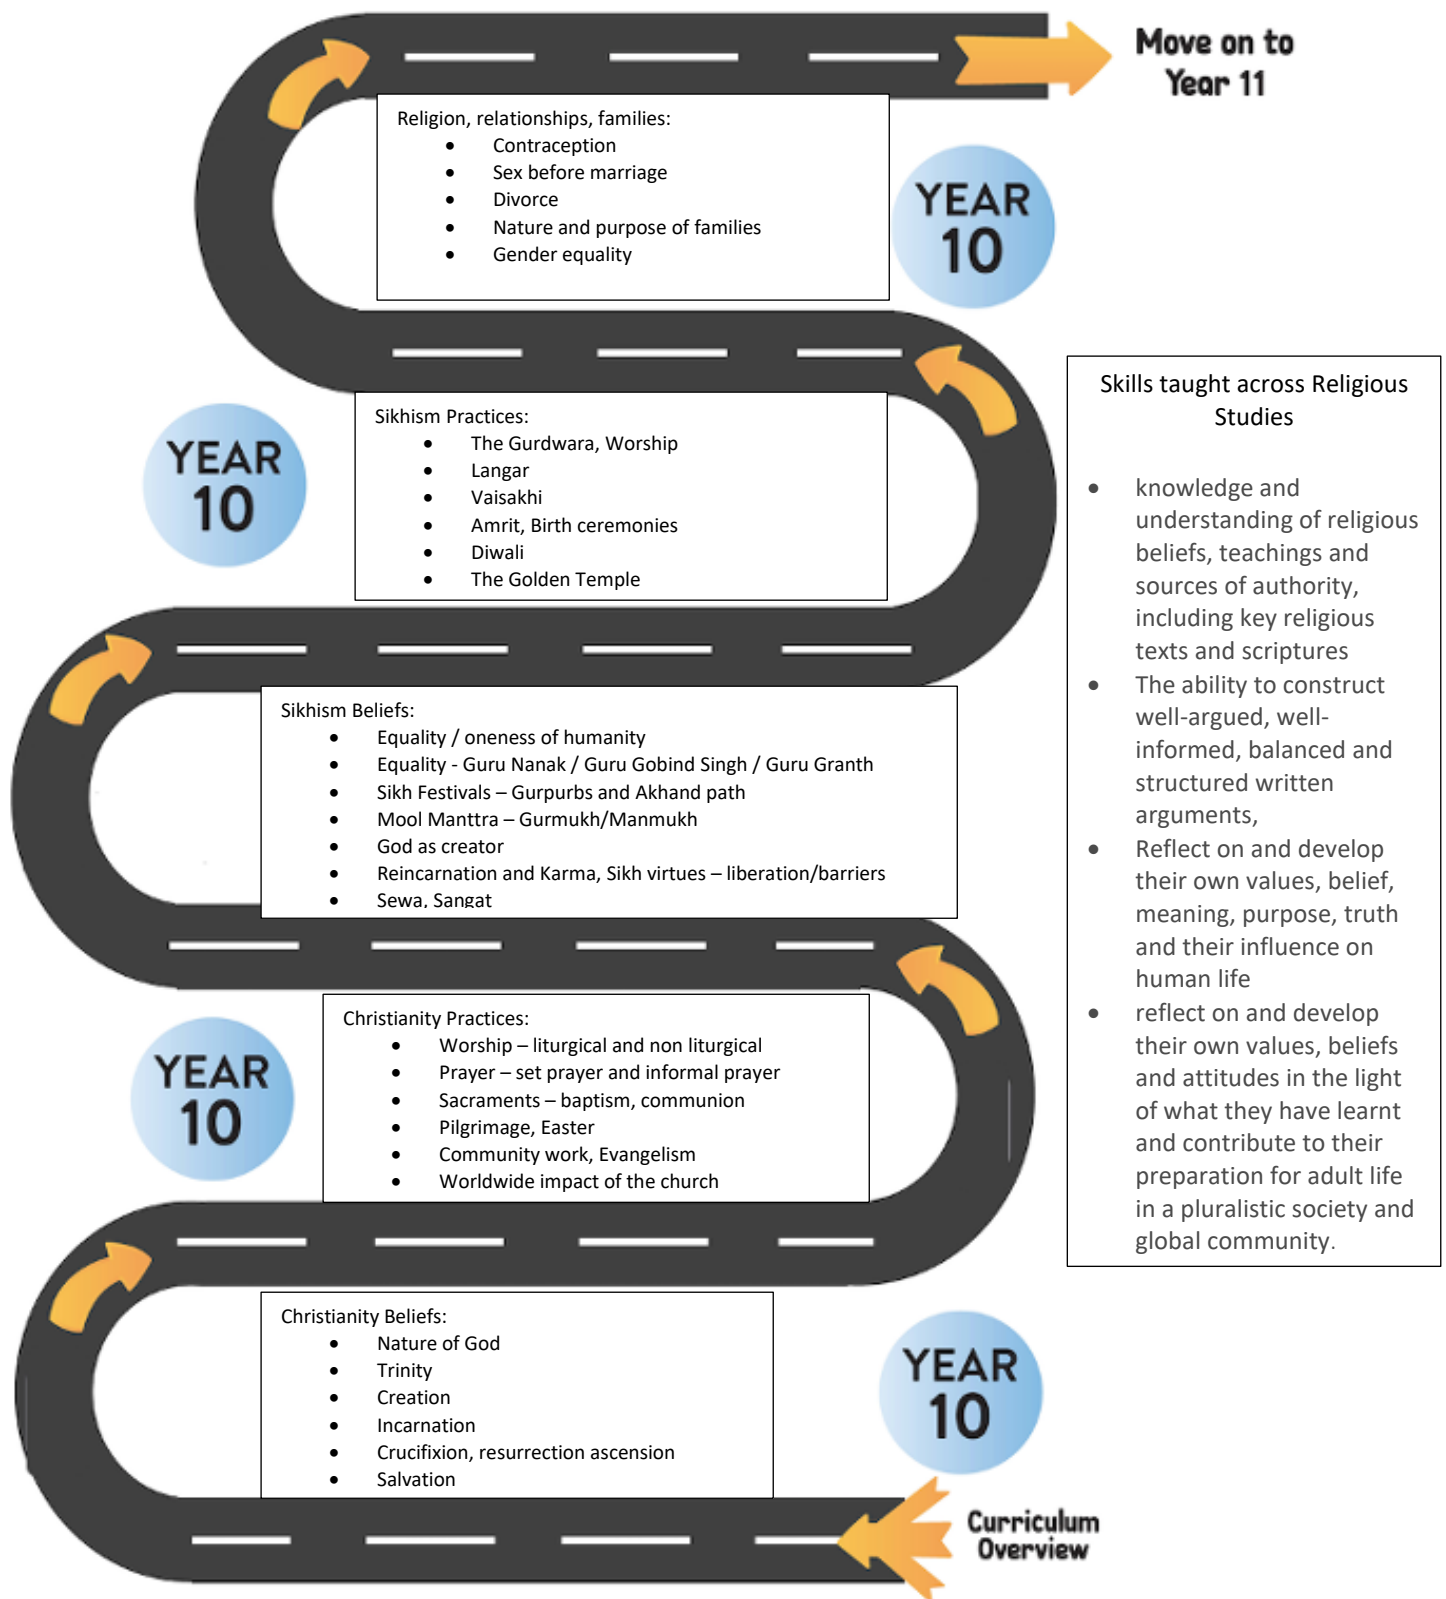 Move on to
Year 11
Religion, relationships, families:
• Contraception
• Sex before marriage
• Divorce
• Nature and purpose of families
• Gender equality
YEAR
10
Sikhism Practices:
• The Gurdwara, Worship
• Langar
• Vaisakhi
• Amrit, Birth ceremonies
• Diwali
• The Golden Temple
YEAR
10
Sikhism Beliefs:
• Equality / oneness of humanity
• Equality - Guru Nanak / Guru Gobind Singh / Guru Granth
• Sikh Festivals – Gurpurbs and Akhand path
• Mool Manttra – Gurmukh/Manmukh
• God as creator
• Reincarnation and Karma, Sikh virtues – liberation/barriers
• Sewa, Sangat
Christianity Practices:
• Worship – liturgical and non liturgical
• Prayer – set prayer and informal prayer
• Sacraments – baptism, communion
• Pilgrimage, Easter
• Community work, Evangelism
• Worldwide impact of the church
YEAR
10
Christianity Beliefs:
• Nature of God
• Trinity
• Creation
• Incarnation
• Crucifixion, resurrection ascension
• Salvation
YEAR
10
Curriculum
Overview
Skills taught across Religious
Studies
• knowledge and
understanding of religious
beliefs, teachings and
sources of authority,
including key religious
texts and scriptures
• The ability to construct
well-argued, well-
informed, balanced and
structured written
arguments,
• Reflect on and develop
their own values, belief,
meaning, purpose, truth
and their influence on
human life
• reflect on and develop
their own values, beliefs
and attitudes in the light
of what they have learnt
and contribute to their
preparation for adult life
in a pluralistic society and
global community.